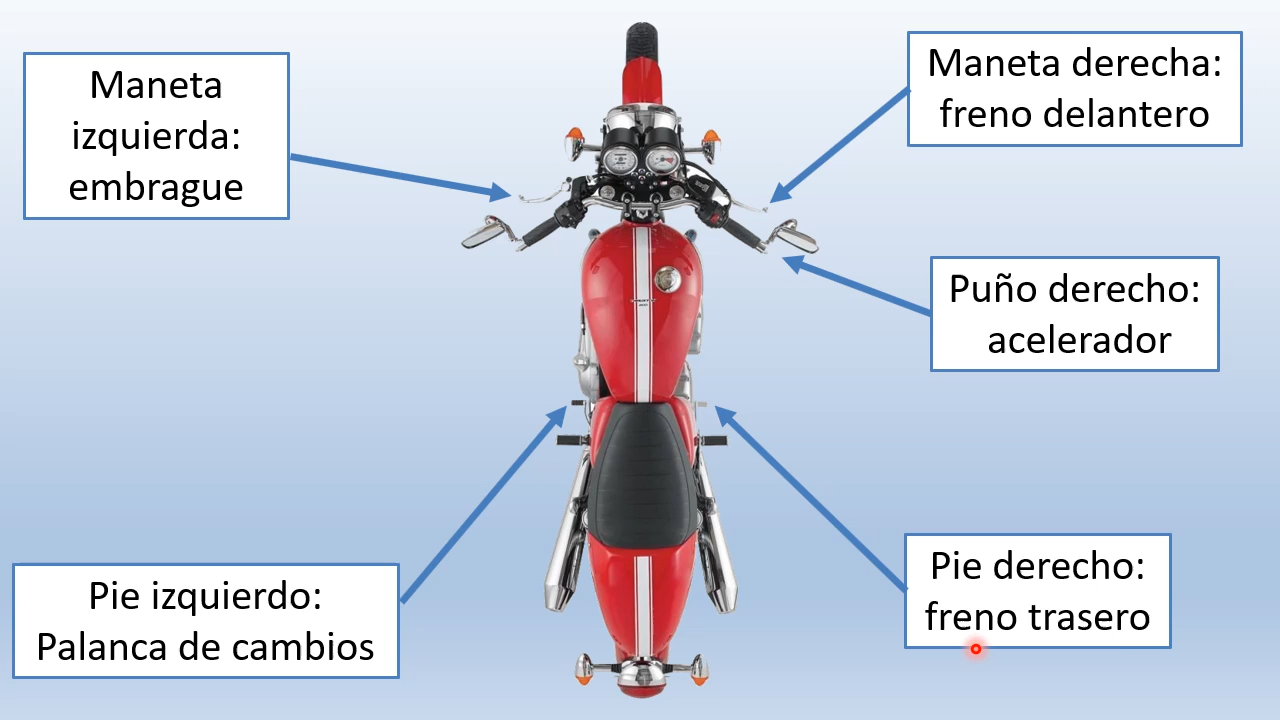 Maneta
izquierda:
embrague
Maneta derecha:
freno delantero
Puño derecho:
acelerador
Pie izquierdo:
Palanca de cambios
Pie derecho:
freno trasero